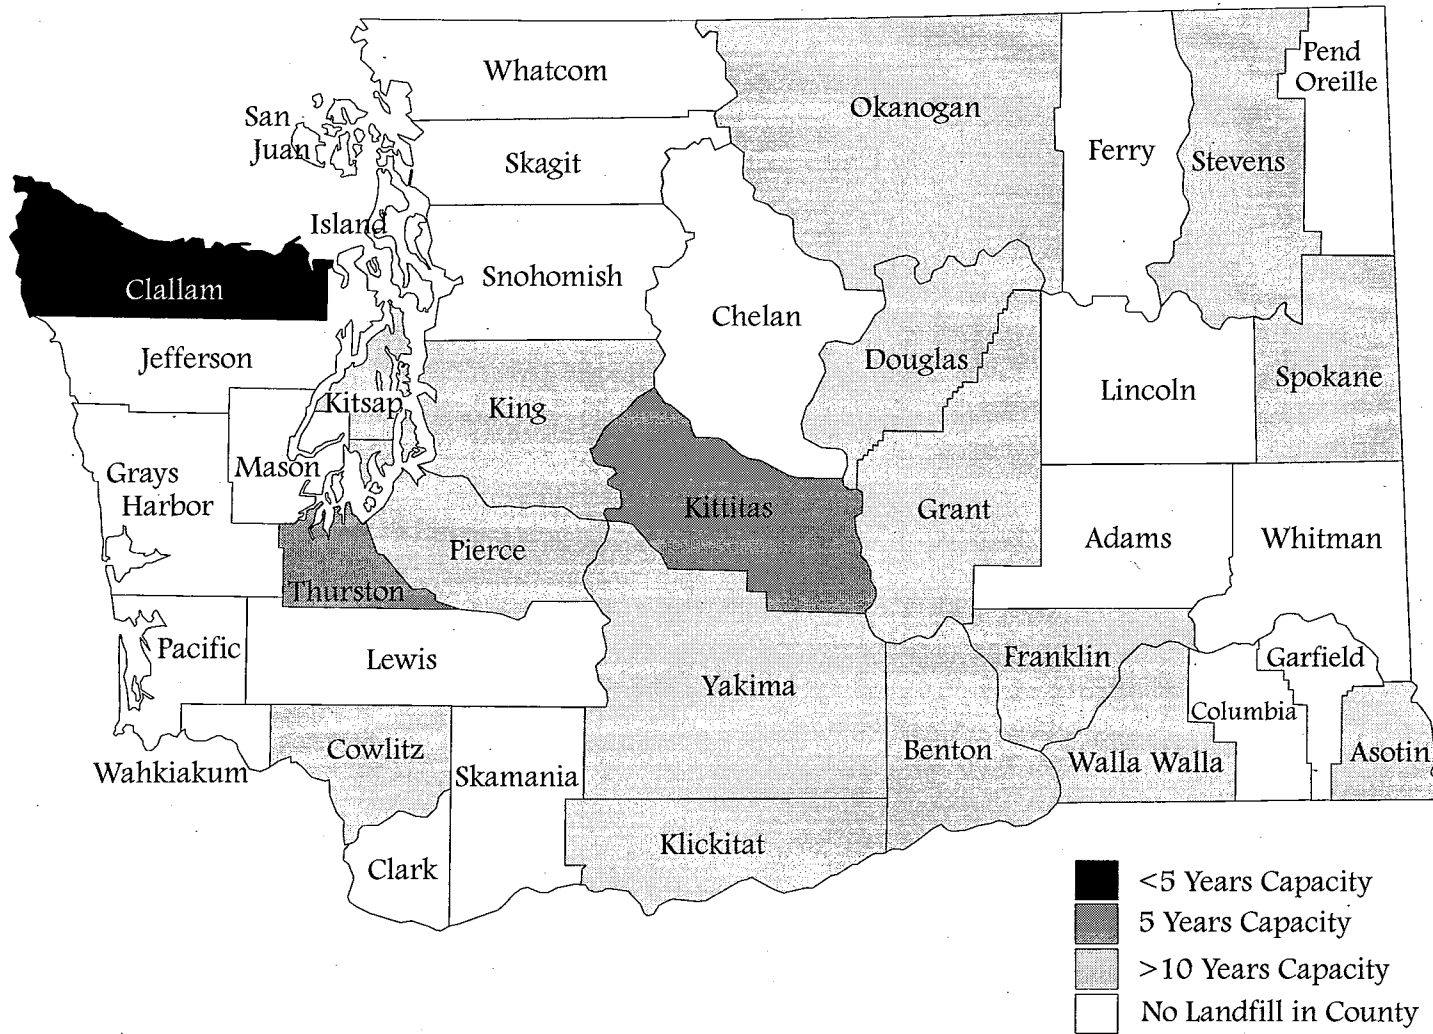 Whatcom
Okanogan
Pend
Oreille
San
Juan
Skagit
Ferry
Stevens
Island
Clallam
Snohomish
Chelan
Jefferson
Douglas
Lincoln
Spokane
Kitsap
King
Grays
Harbor
Mason
Kittitas
Grant
Adams
Whitman
Pierce
Thurston
Pacific
Lewis
Yakima
Franklin
Garfield
Columbia
Cowlitz
Skamania
Benton
Walla Walla
Asotin
Wahkiakum
Klickitat
Clark
<5 Years Capacity
5 Years Capacity
>10 Years Capacity
No Landfill in County